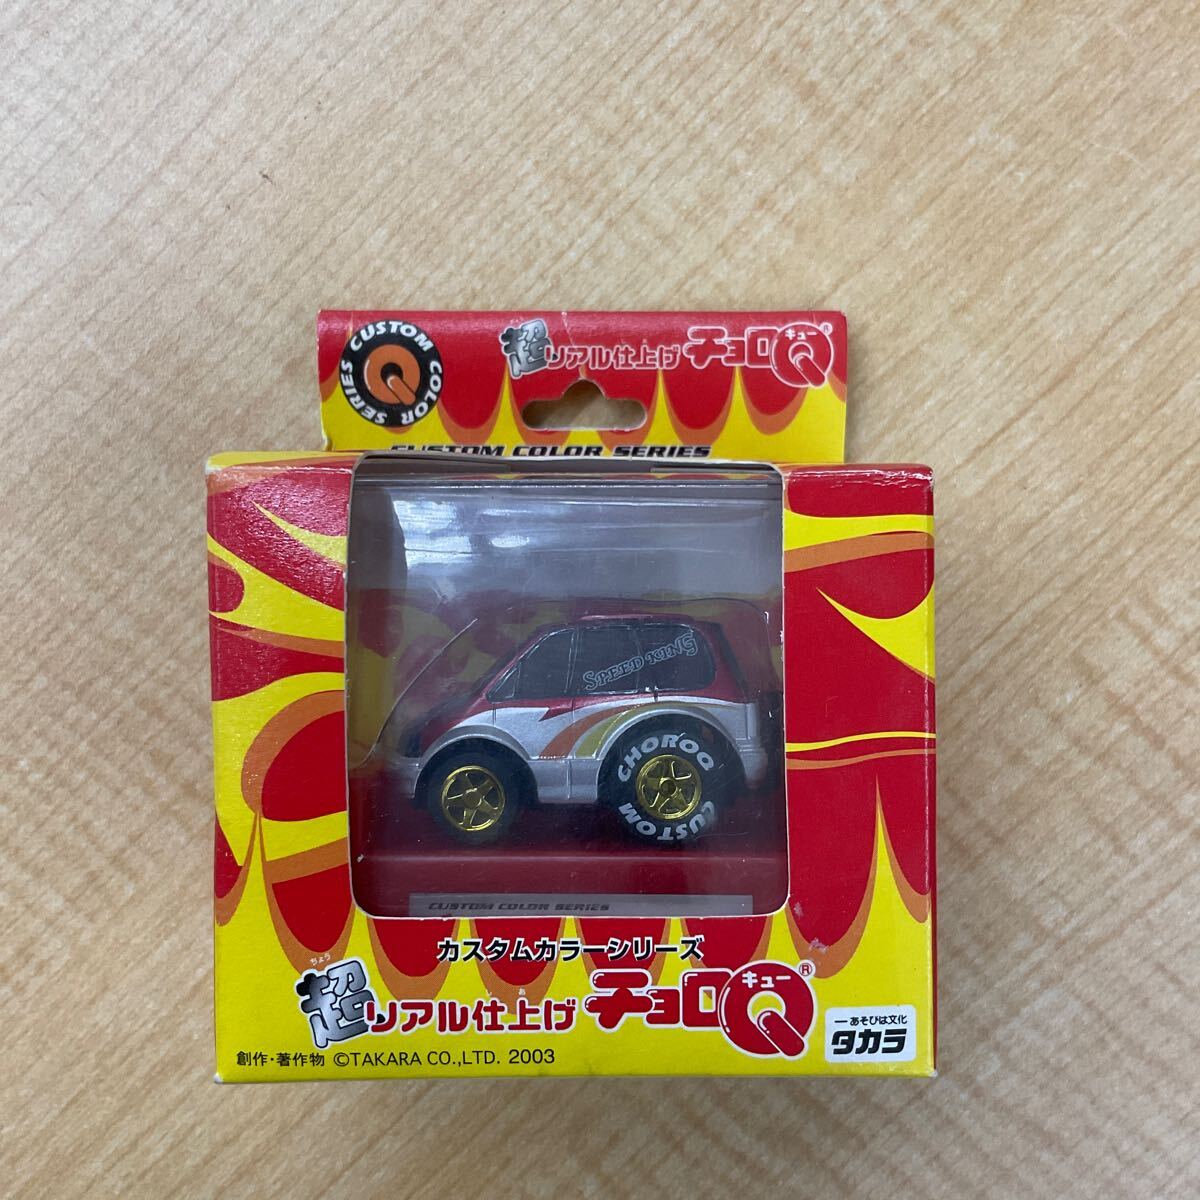 CUSTOM COLOR SERIES
超リアル仕上げ チョロQ®
キュー
CUSTOM COLOR SERIES
SPEED KING
CHOROQ CUSTOM
CUSTOM COLOR SERIES
カスタムカラーシリーズ
ちょう
しあ
キュー
超リアル仕上げ チョロQ®
ーあそびは文化
タカラ
創作・著作物 ©TAKARA CO.,LTD. 2003